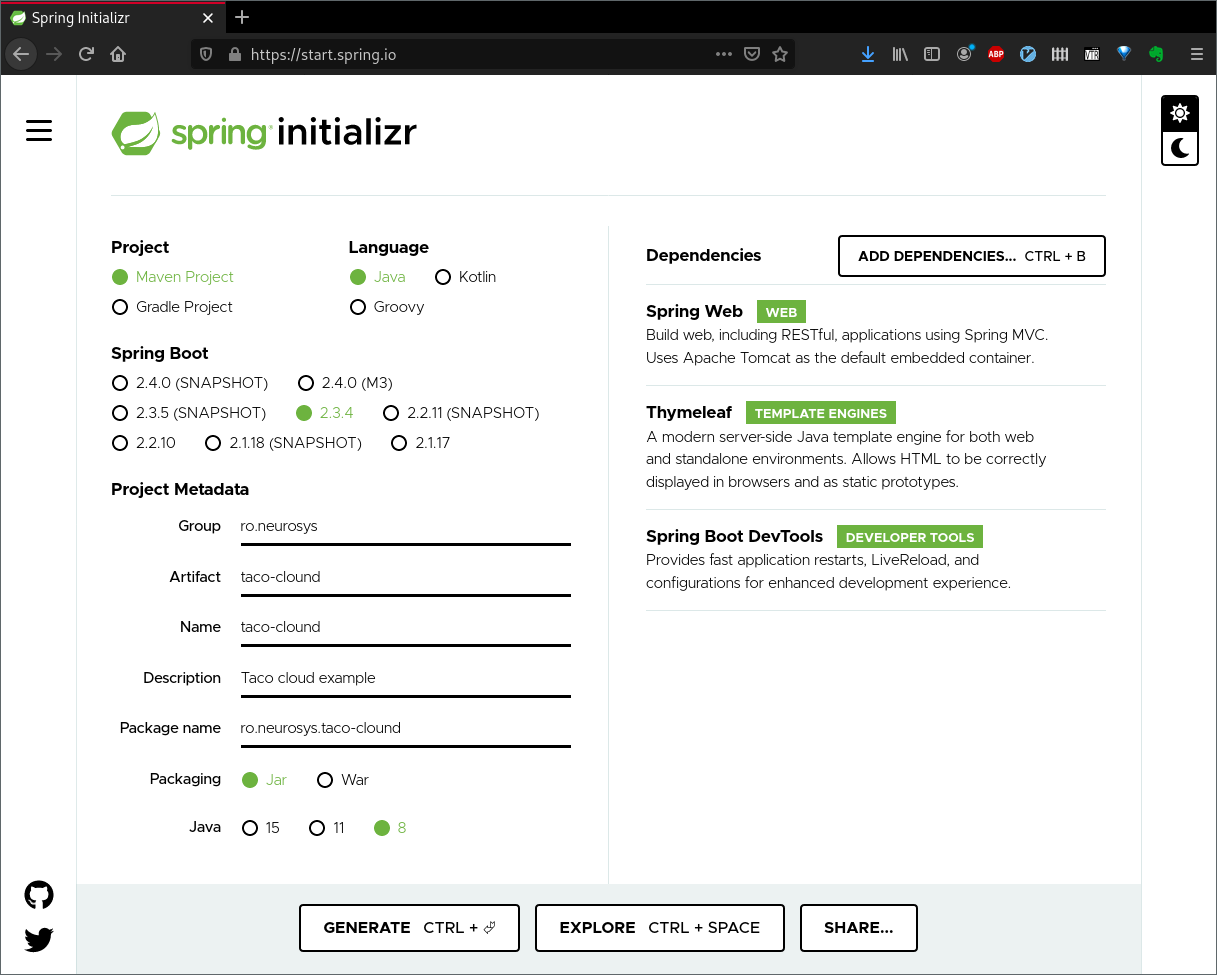 Spring Initializr
https://start.spring.io
ABP
VTR
spring initializr
Project
Maven Project
Gradle Project
Language
Java Kotlin
Groovy
Spring Boot
2.4.0 (SNAPSHOT) 2.4.0 (M3)
2.3.5 (SNAPSHOT) 2.3.4 2.2.11 (SNAPSHOT)
2.2.10 2.1.18 (SNAPSHOT) 2.1.17
Project Metadata
Group ro.neurosys
Artifact taco-clound
Name taco-clound
Description Taco cloud example
Package name ro.neurosys.taco-clound
Packaging Jar War
Java 15 11 8
Dependencies ADD DEPENDENCIES... CTRL + B
Spring Web WEB
Build web, including RESTful, applications using Spring MVC.
Uses Apache Tomcat as the default embedded container.
Thymeleaf TEMPLATE ENGINES
A modern server-side Java template engine for both web
and standalone environments. Allows HTML to be correctly
displayed in browsers and as static prototypes.
Spring Boot DevTools DEVELOPER TOOLS
Provides fast application restarts, LiveReload, and
configurations for enhanced development experience.
GENERATE CTRL + ⏎ EXPLORE CTRL + SPACE SHARE...